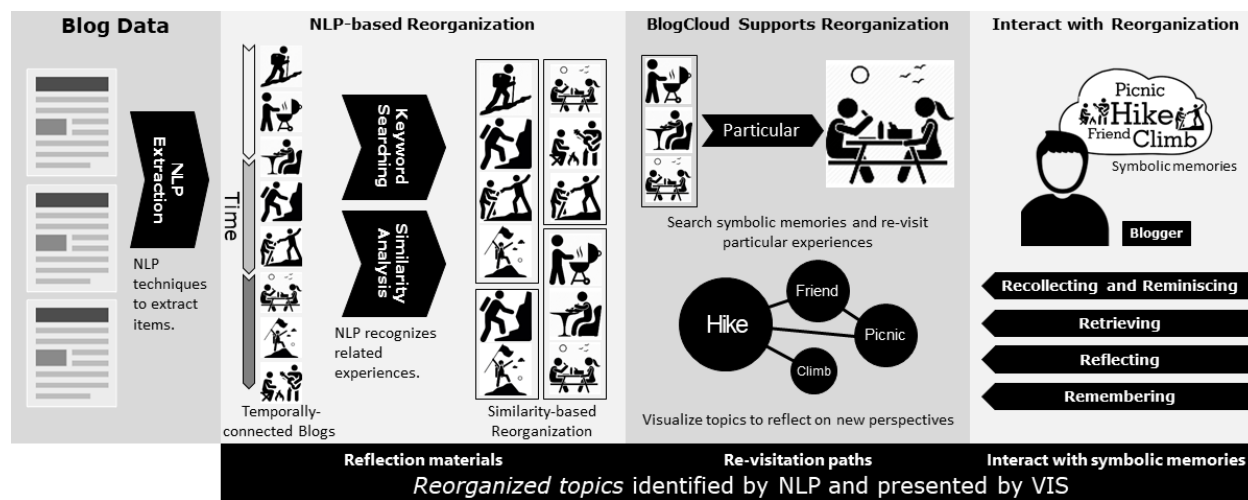 Blog Data
NLP
Extraction
NLP
techniques
to extract
items.
NLP-based Reorganization
Time
Temporally-
connected Blogs
Keyword
Searching
Similarity
Analysis
NLP recognizes
related
experiences.
Similarity-based
Reorganization
BlogCloud Supports Reorganization
Particular
Search symbolic memories and re-visit
particular experiences
Hike
Friend
Picnic
Climb
Visualize topics to reflect on new perspectives
Interact with Reorganization
Picnic
Hike
Friend
Climb
Symbolic memories
Blogger
Recollecting and Reminiscing
Retrieving
Reflecting
Remembering
Reflection materials
Re-visitation paths
Interact with symbolic memories
Reorganized topics identified by NLP and presented by VIS